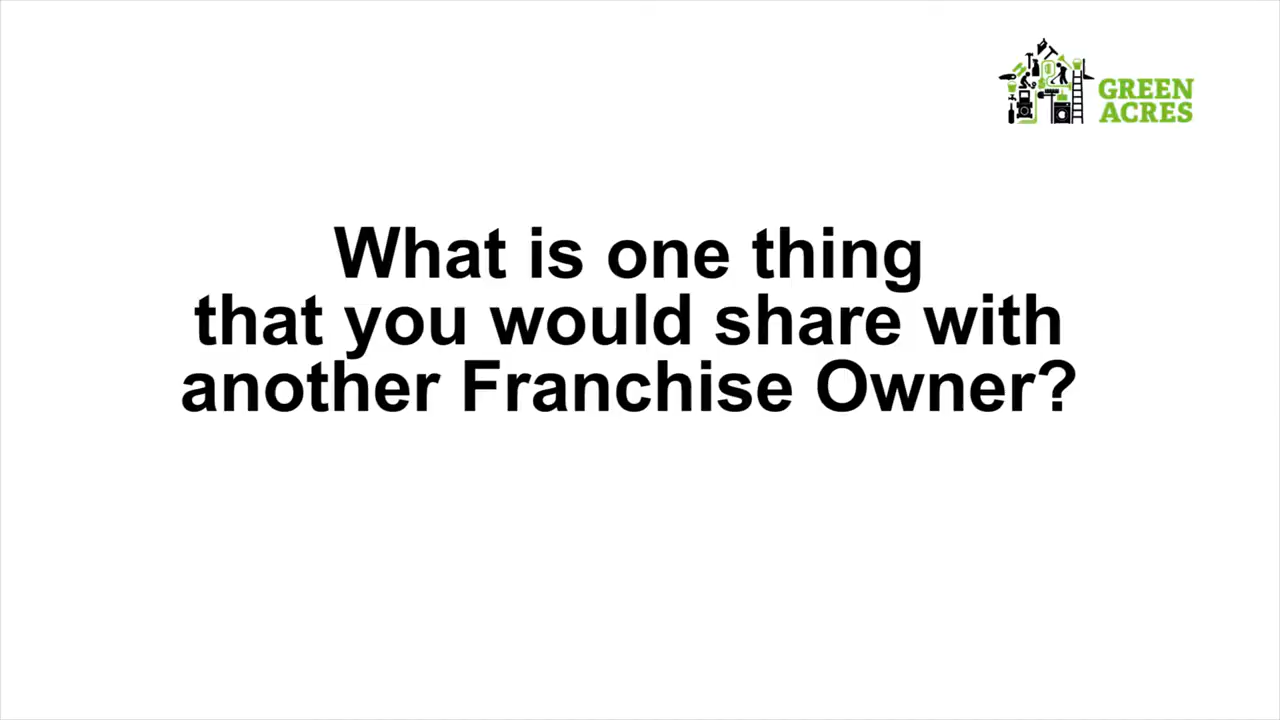 GREEN
ACRES
What is one thing
that you would share with
another Franchise Owner?